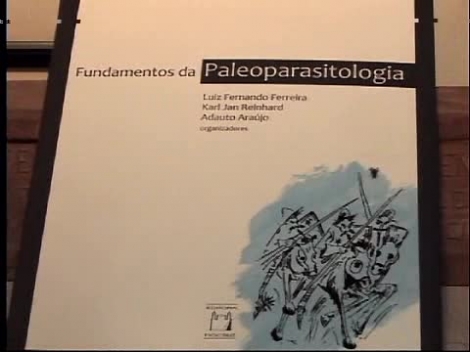 Fundamentos da Paleoparasitologia
Luiz Fernando Ferreira
Karl Jan Reinhard
Adauto Araújo
organizadores